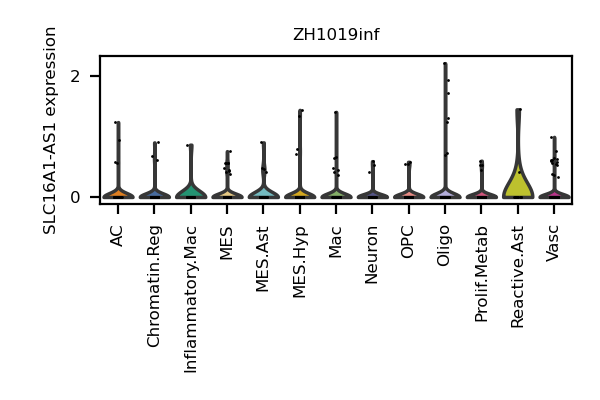 ZH1019inf
SLC16A1-AS1 expression
2
0
AC
Chromatin.Reg
Inflammatory.Mac
MES
MES.Ast
MES.Hyp
Mac
Neuron
OPC
Oligo
Prolif.Metab
Reactive.Ast
Vasc